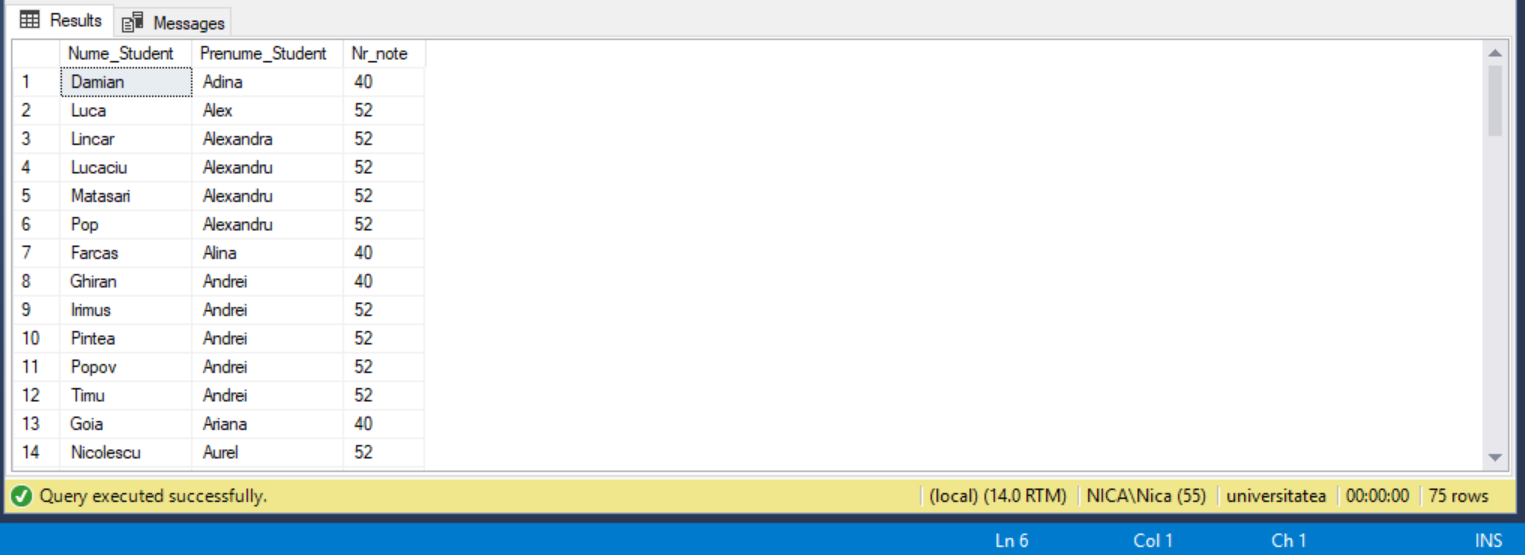 Results Messages
Nume_Student Prenume_Student Nr_note
1 Damian Adina 40
2 Luca Alex 52
3 Lincar Alexandra 52
4 Lucaciu Alexandru 52
5 Matasari Alexandru 52
6 Pop Alexandru 52
7 Farcas Alina 40
8 Ghiran Andrei 40
9 Irimus Andrei 52
10 Pintea Andrei 52
11 Popov Andrei 52
12 Timu Andrei 52
13 Goia Ariana 40
14 Nicolescu Aurel 52
Query executed successfully. (local) (14.0 RTM) NICA\Nica (55) universitatea 00:00:00 75 rows
Ln 6 Col 1 Ch 1 INS